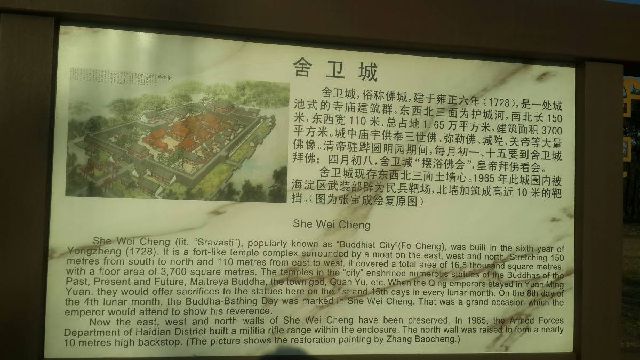 舍卫城
舍卫城，俗称佛城，建于雍正六年（1728），是一处城
池式的寺庙建筑群，东西北三面为护城河，南北长150
米，东西宽110米，总占地1.65万平方米，建筑面积3700
平方米，城中庙宇供奉三世佛、弥勒佛、城隍、关帝等大量
佛像。清帝驻跸园明园期间，每月初一、十五要到舍卫城
拜佛；四月初八，舍卫城“摆浴佛会”，皇帝拜佛看会。
舍卫城现存东西北三面土墙心，1965年此城圈内被
海淀区武装部辟为民兵靶场，北墙加筑成高近10米的靶
挡。（图为张宝成绘复原图）
She Wei Cheng
She Wei Cheng (lit. "Sravasti"), popularly known as "Buddhist City"(Fo Cheng), was built in the sixth year of
Yongzheng (1728). It is a fort-like temple complex surrounded by a moat on the east, west and north. Stretching 150
metres from south to north and 110 metres from east to west, it covered a total area of 16,5 thousand square metres,
with a floor area of 3,700 square metres. The temples in the "city" enshrined numerous statues of the Buddhas of the
Past, Present and Future, Maitreya Buddha, the town god, Guan Yu, etc. When the Qing emperors stayed in Yuan Ming
Yuan, they would offer sacrifices to the statues here on the 1st and 15th days in every lunar month. On the 8th day of
the 4th lunar month, the Buddha-Bathing Day was marked in She Wei Cheng. That was a grand occasion when the
emperor would attend to show his reverence.
Now the east, west and north walls of She Wei Cheng have been preserved. In 1965, the Armed Forces
Department of Haidian District built a militia rifle range within the enclosure. The north wall was raised to form a nearly
10 metres high backstop. (The picture shows the restoration painting by Zhang Baocheng.)